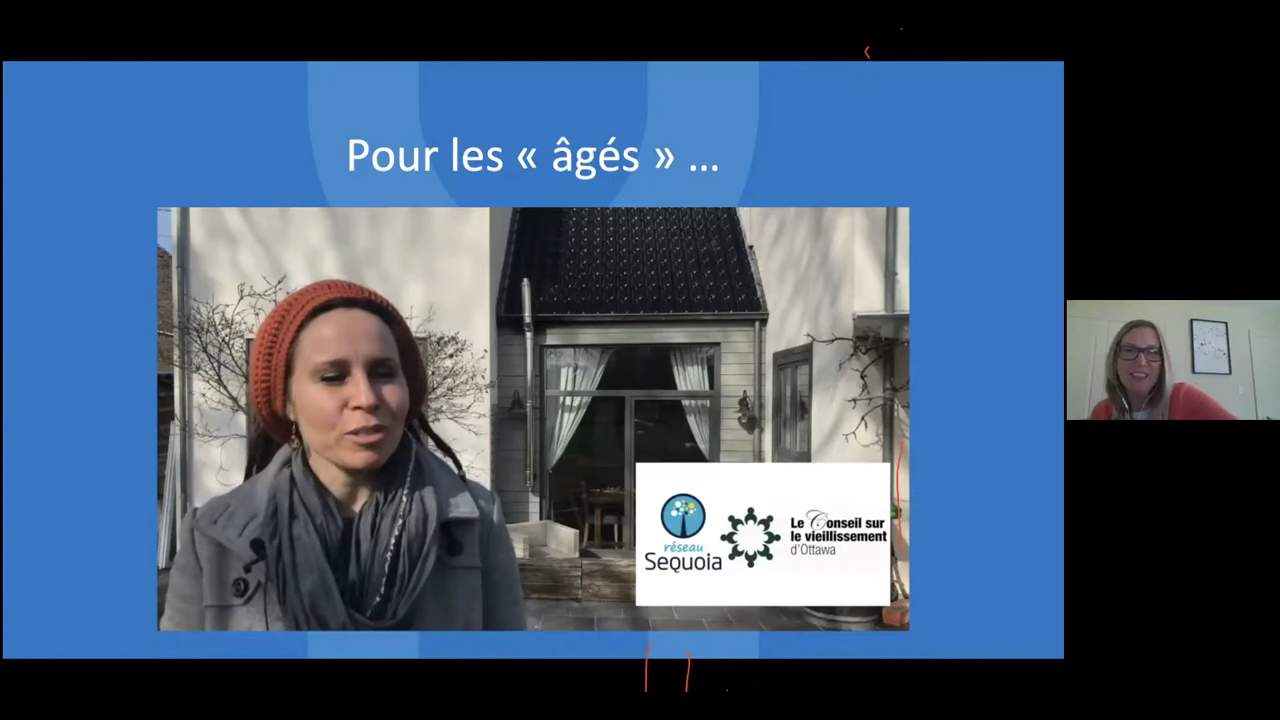 Pour les « âgés » ...
réseau
Sequoia
Le Conseil sur
le vieillissement
d'Ottawa